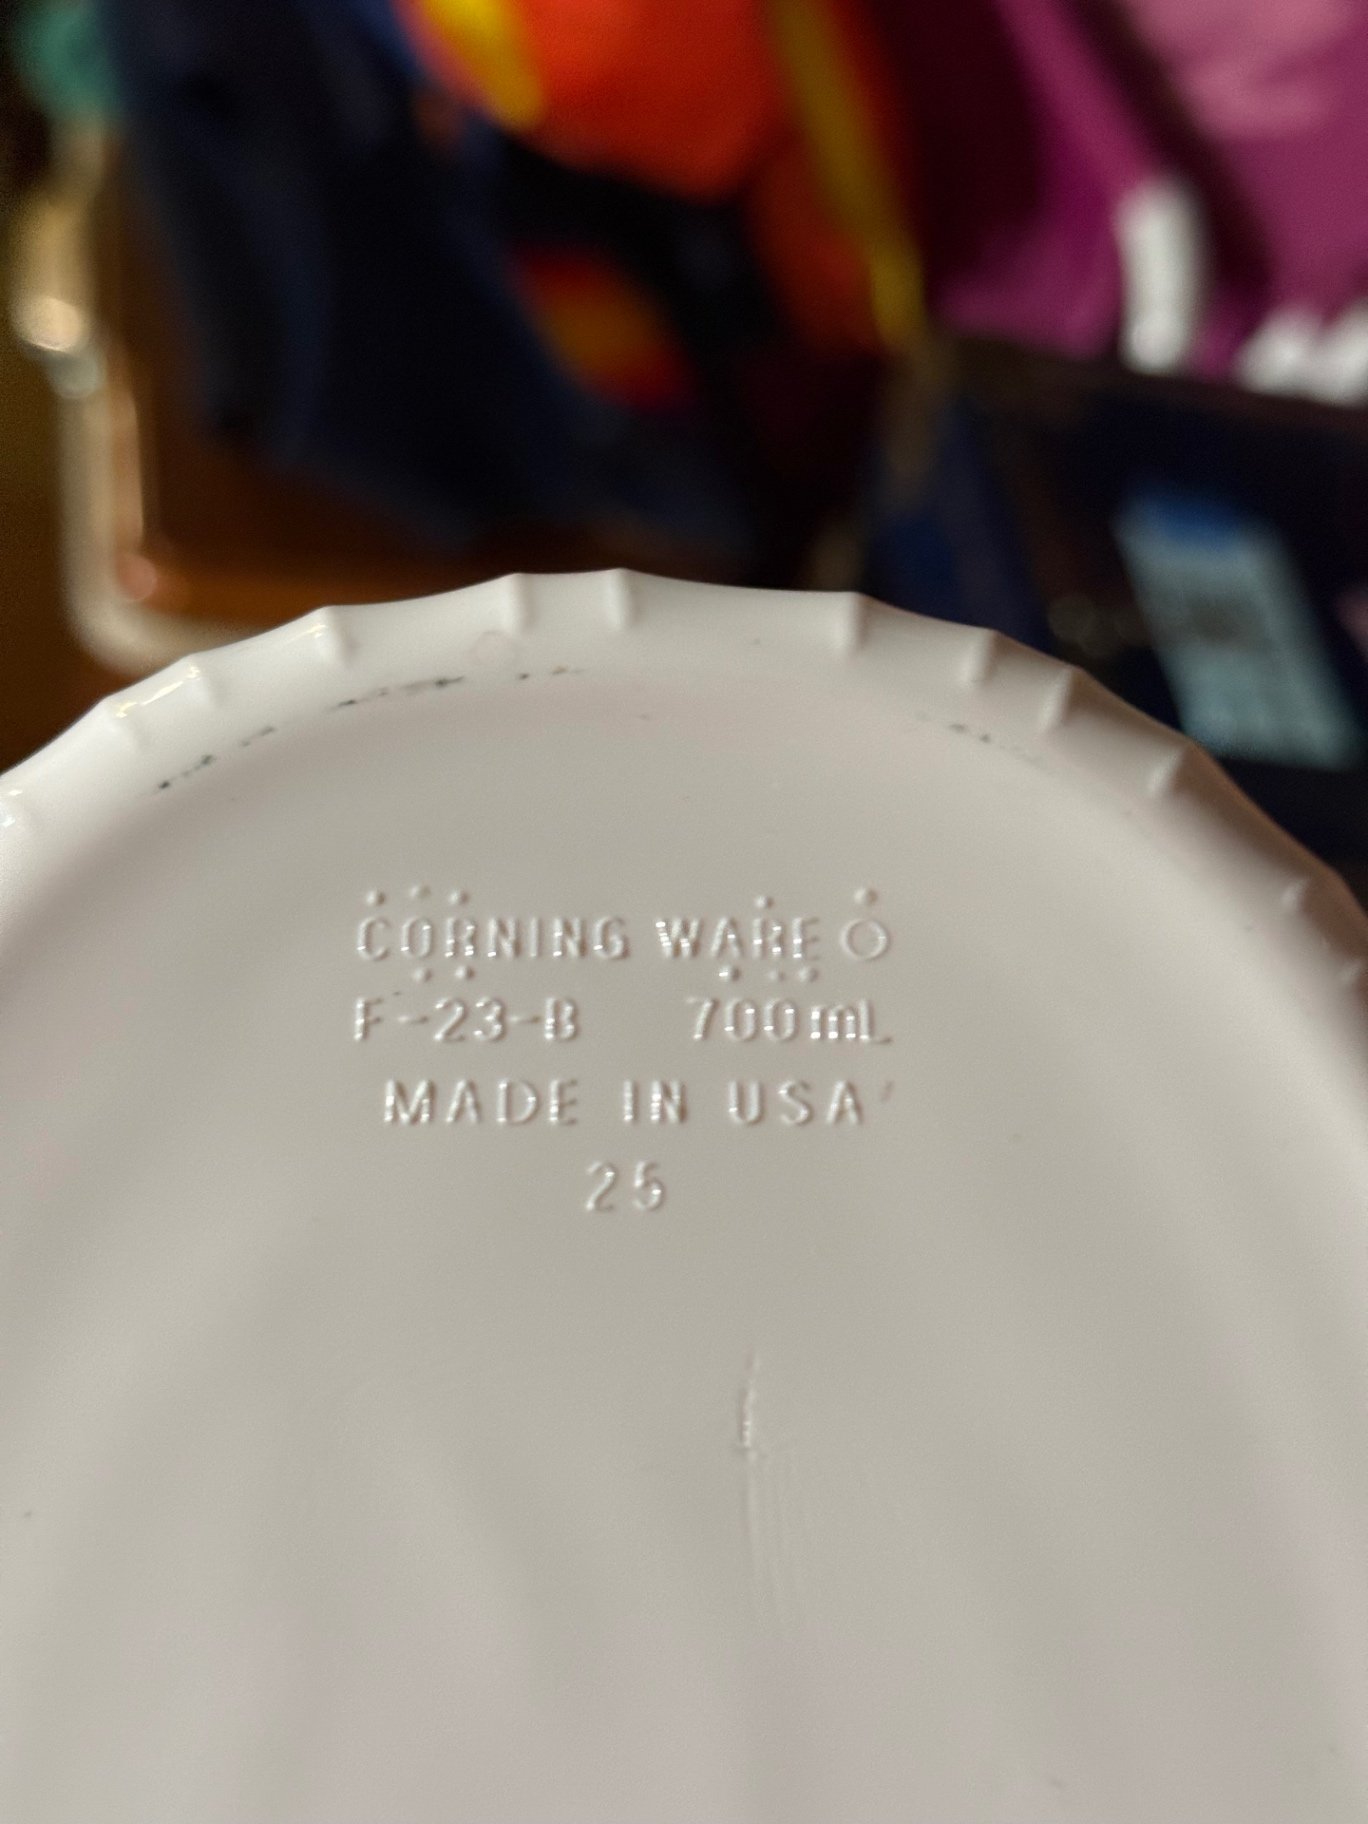 CORNING WARE
F-23-B 700mL
MADE IN USA
25